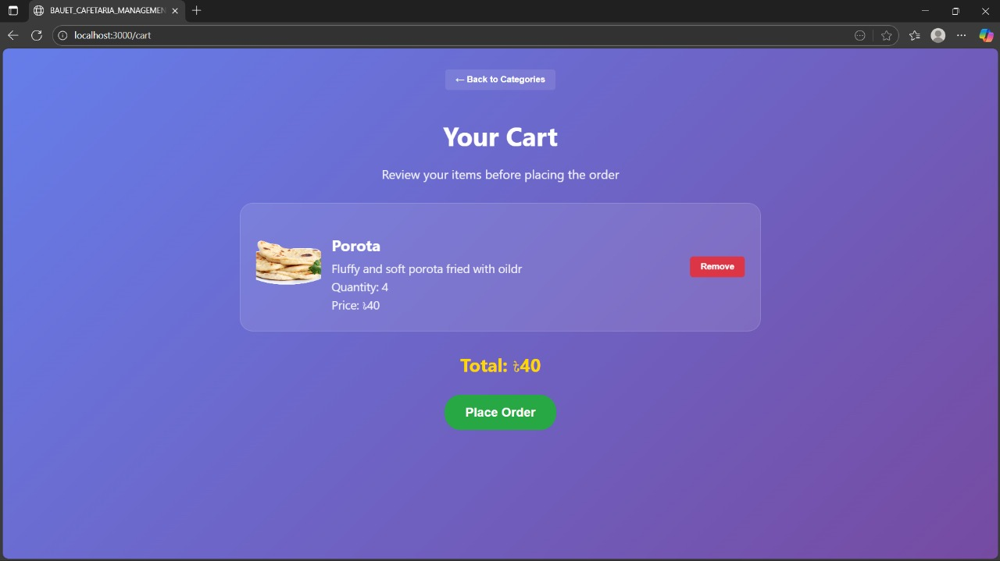 BAUET_CAFETARIA_MANAGEMEN
localhost:3000/cart
← Back to Categories
Your Cart
Review your items before placing the order
Porota
Fluffy and soft porota fried with oildr
Quantity: 4
Price: ৳40
Remove
Total: ৳40
Place Order